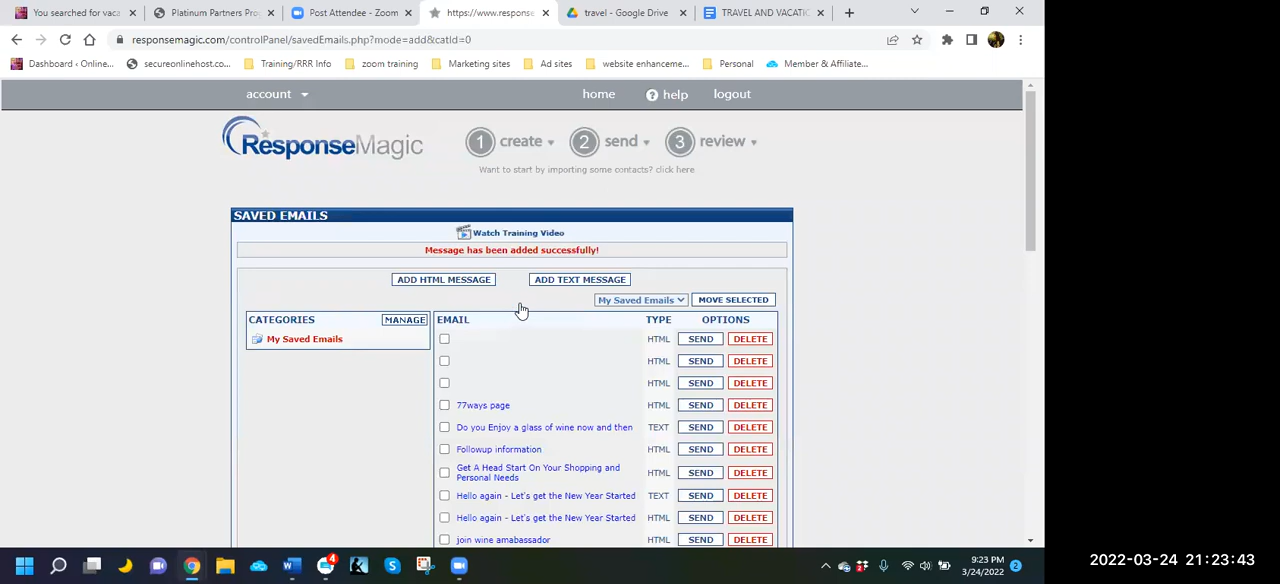 You searched for vaca
Platinum Partners Pro
Post Attendee - Zoom
https://www.response
travel - Google Drive
TRAVEL AND VACATIC
responsemagic.com/controlPanel/savedEmails.php?mode=add&catId=0
Dashboard ‹ Online...
secureonlinehost.co...
Training/RRR Info
zoom training
Marketing sites
Ad sites
website enhanceme...
Personal
Member & Affiliate...
account
home
help
logout
ResponseMagic
1 create
2 send
3 review
Want to start by importing some contacts? click here
SAVED EMAILS
Watch Training Video
Message has been added successfully!
ADD HTML MESSAGE ADD TEXT MESSAGE
My Saved Emails MOVE SELECTED
CATEGORIES MANAGE
My Saved Emails
EMAIL TYPE OPTIONS
HTML SEND DELETE
HTML SEND DELETE
HTML SEND DELETE
77ways page HTML SEND DELETE
Do you Enjoy a glass of wine now and then TEXT SEND DELETE
Followup information HTML SEND DELETE
Get A Head Start On Your Shopping and
Personal Needs HTML SEND DELETE
Hello again - Let's get the New Year Started TEXT SEND DELETE
Hello again - Let's get the New Year Started HTML SEND DELETE
join wine amabassador HTML SEND DELETE
4
9:23 PM
3/24/2022
2
2022-03-24 21:23:43